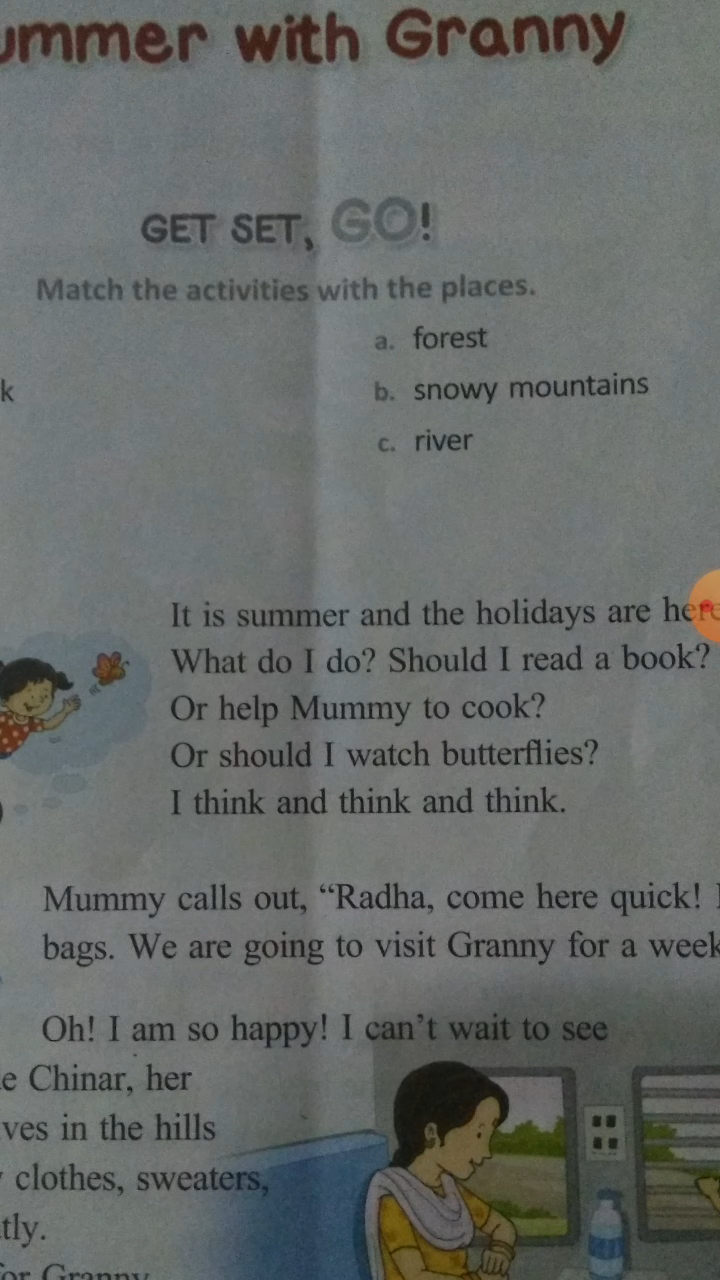 ummer with Granny
GET SET, GO!
Match the activities with the places.
a. forest
k
b. snowy mountains
c. river
It is summer and the holidays are here
What do I do? Should I read a book?
Or help Mummy to cook?
Or should I watch butterflies?
I think and think and think.
Mummy calls out, “Radha, come here quick!
bags. We are going to visit Granny for a week
Oh! I am so happy! I can’t wait to see
e Chinar, her
ves in the hills
clothes, sweaters,
tly.
for Granny